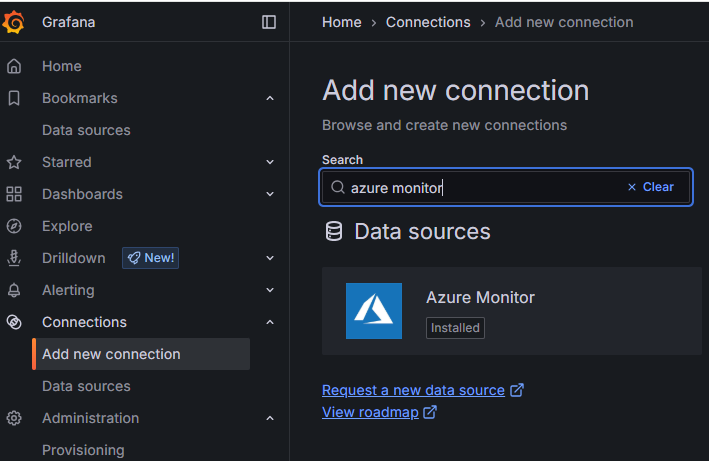 Grafana
Home
Bookmarks
Data sources
Starred
Dashboards
Explore
Drilldown New!
Alerting
Connections
Add new connection
Data sources
Administration
Provisioning
Home › Connections › Add new connection
Add new connection
Browse and create new connections
Search
azure monitor × Clear
Data sources
Azure Monitor
Installed
Request a new data source
View roadmap